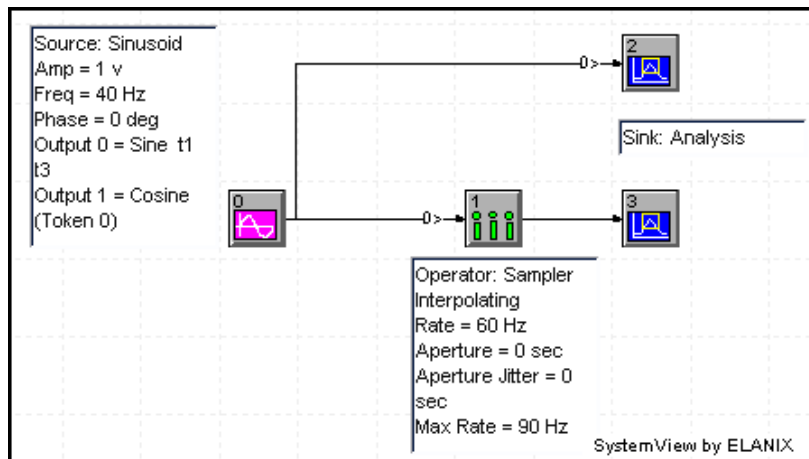 Source: Sinusoid
Amp = 1 v
Freq = 40 Hz
Phase = 0 deg
Output 0 = Sine t1
t3
Output 1 = Cosine
(Token 0)
0
0>
2
Sink: Analysis
0>
1
3
Operator: Sampler
Interpolating
Rate = 60 Hz
Aperture = 0 sec
Aperture Jitter = 0
sec
Max Rate = 90 Hz
SystemView by ELANIX